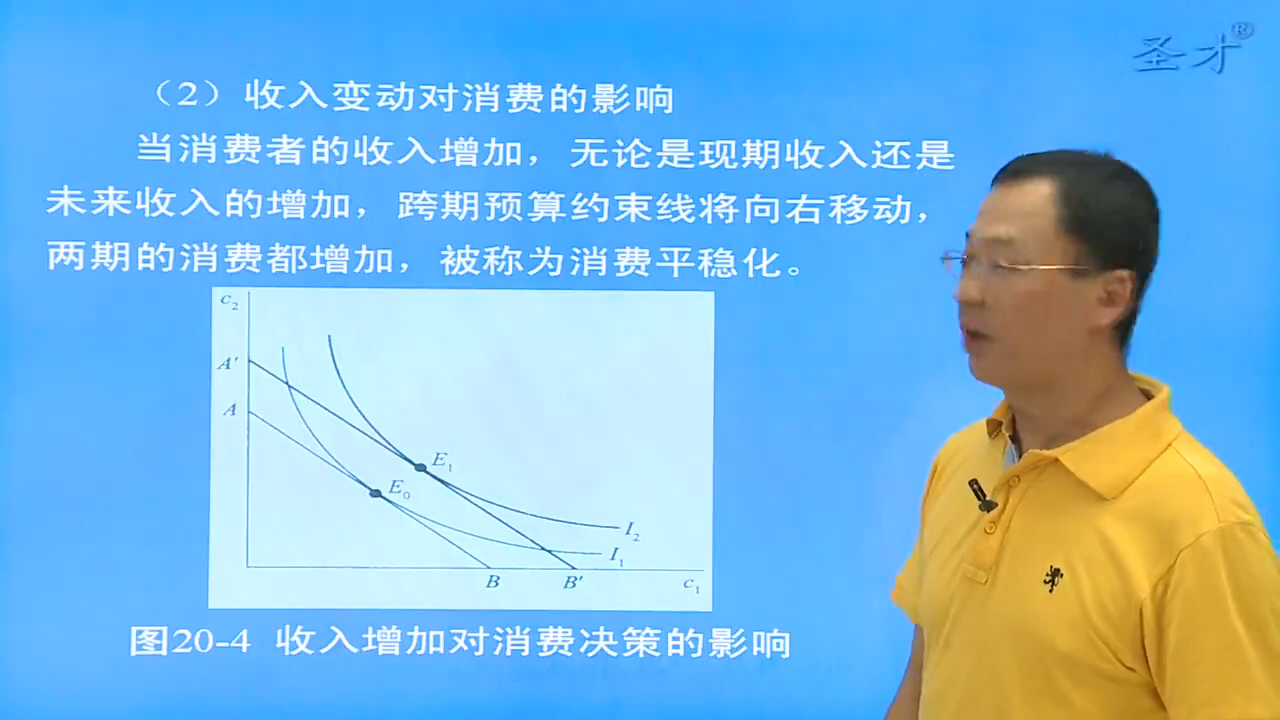 圣才®
（2）收入变动对消费的影响
当消费者的收入增加，无论是现期收入还是
未来收入的增加，跨期预算约束线将向右移动，
两期的消费都增加，被称为消费平稳化。
c₂
A'
A
E₁
E₀
I₂
I₁
B
B'
c₁
图20-4 收入增加对消费决策的影响